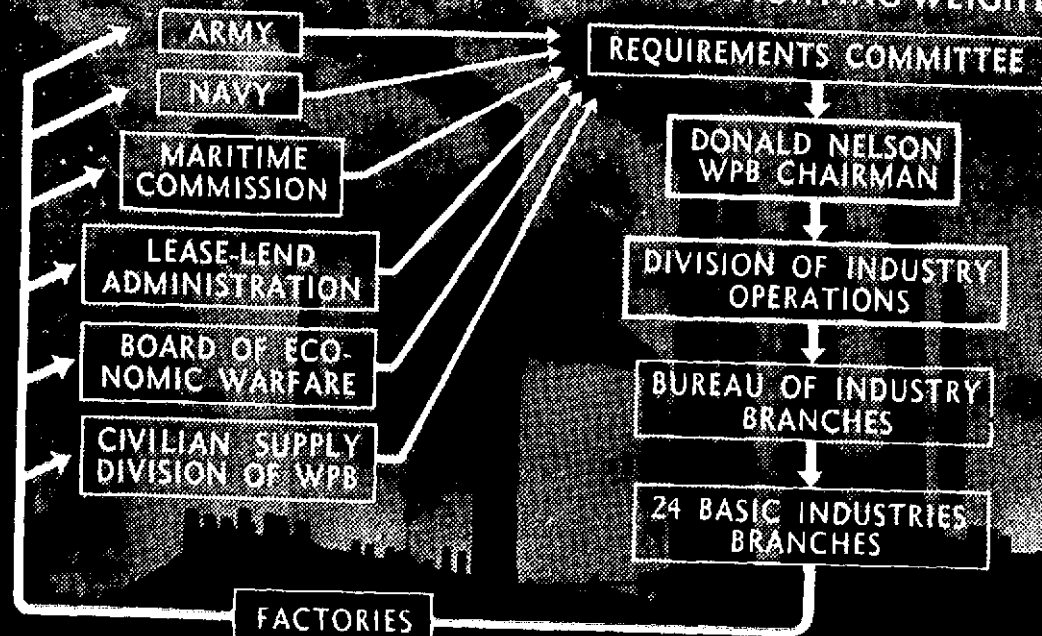 WEIGHT
ARMY
NAVY
MARITIME
COMMISSION
LEASE-LEND
ADMINISTRATION
BOARD OF ECO-
NOMIC WARFARE
CIVILIAN SUPPLY
DIVISION OF WPB
FACTORIES
REQUIREMENTS COMMITTEE
DONALD NELSON
WPB CHAIRMAN
DIVISION OF INDUSTRY
OPERATIONS
BUREAU OF INDUSTRY
BRANCHES
24 BASIC INDUSTRIES
BRANCHES